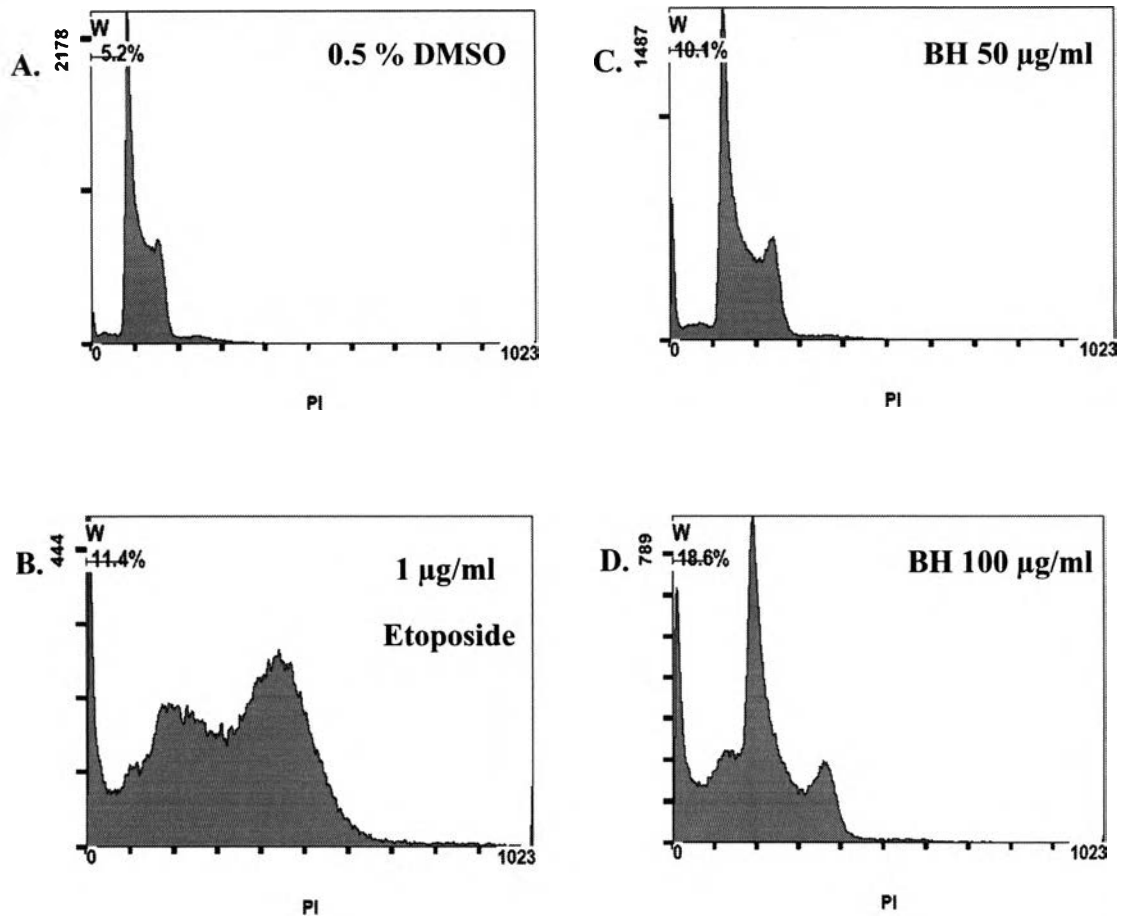 A.
2178
W
5.2%
0.5 % DMSO
0
1023
PI
C.
1487
W
10.1%
BH 50 µg/ml
0
1023
PI
B.
444
W
11.4%
1 µg/ml
Etoposide
0
1023
PI
D.
789
W
18.6%
BH 100 µg/ml
0
1023
PI